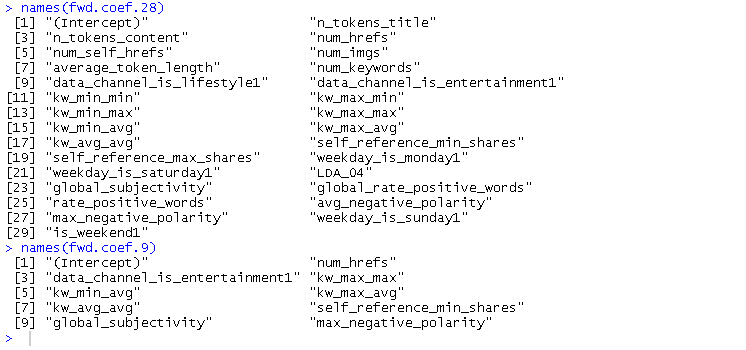 > names(fwd.coef.28)
 [1] "(Intercept)"                   "n_tokens_title"
 [3] "n_tokens_content"              "num_hrefs"
 [5] "num_self_hrefs"                "num_imgs"
 [7] "average_token_length"          "num_keywords"
 [9] "data_channel_is_lifestyle1"    "data_channel_is_entertainment1"
[11] "kw_min_min"                    "kw_max_min"
[13] "kw_min_max"                    "kw_max_max"
[15] "kw_min_avg"                    "kw_max_avg"
[17] "kw_avg_avg"                    "self_reference_min_shares"
[19] "self_reference_max_shares"     "weekday_is_monday1"
[21] "weekday_is_saturday1"          "LDA_04"
[23] "global_subjectivity"           "global_rate_positive_words"
[25] "rate_positive_words"           "avg_negative_polarity"
[27] "max_negative_polarity"         "weekday_is_sunday1"
[29] "is_weekend1"
> names(fwd.coef.9)
 [1] "(Intercept)"                   "num_hrefs"
 [3] "data_channel_is_entertainment1" "kw_max_max"
 [5] "kw_min_avg"                    "kw_max_avg"
 [7] "kw_avg_avg"                    "self_reference_min_shares"
 [9] "global_subjectivity"           "max_negative_polarity"
>